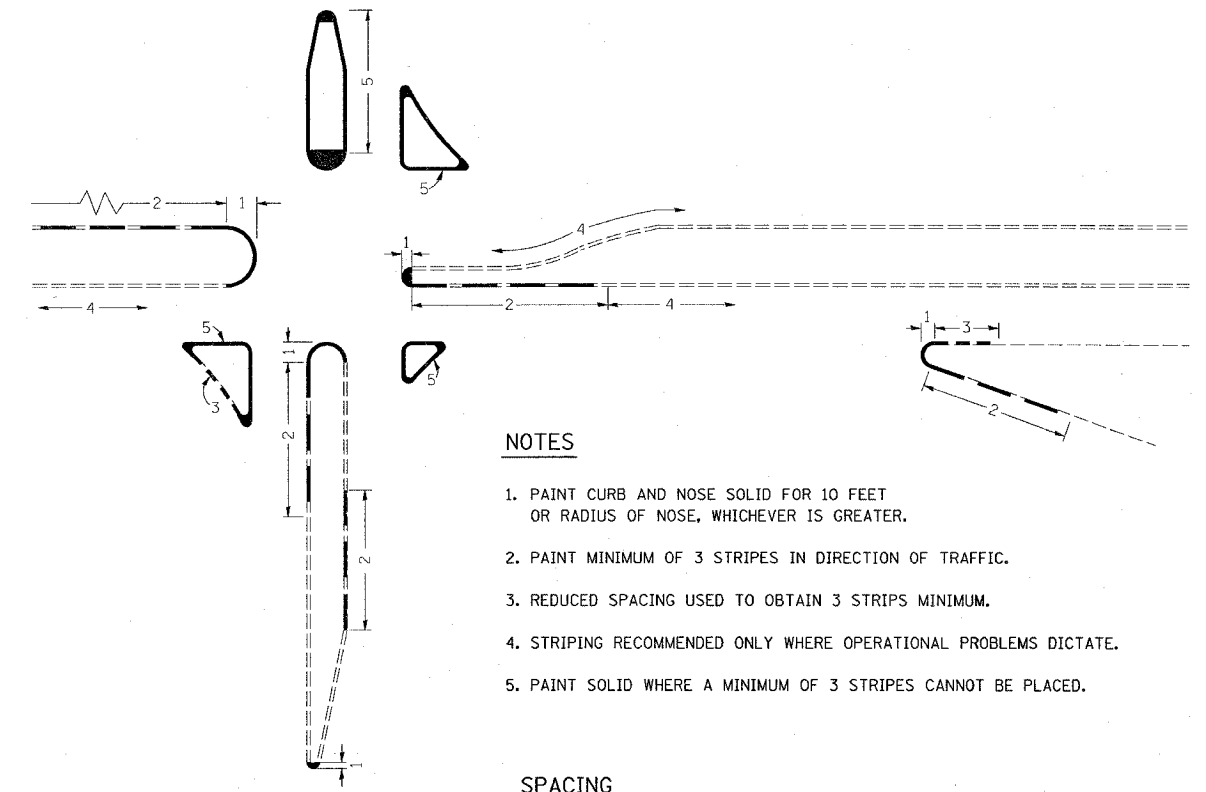 5
5
2
1
4
1
4
2
4
5
3
1
2
2
1
5
1
3
2
NOTES
1. PAINT CURB AND NOSE SOLID FOR 10 FEET
OR RADIUS OF NOSE, WHICHEVER IS GREATER.
2. PAINT MINIMUM OF 3 STRIPES IN DIRECTION OF TRAFFIC.
3. REDUCED SPACING USED TO OBTAIN 3 STRIPS MINIMUM.
4. STRIPING RECOMMENDED ONLY WHERE OPERATIONAL PROBLEMS DICTATE.
5. PAINT SOLID WHERE A MINIMUM OF 3 STRIPES CANNOT BE PLACED.
SPACING